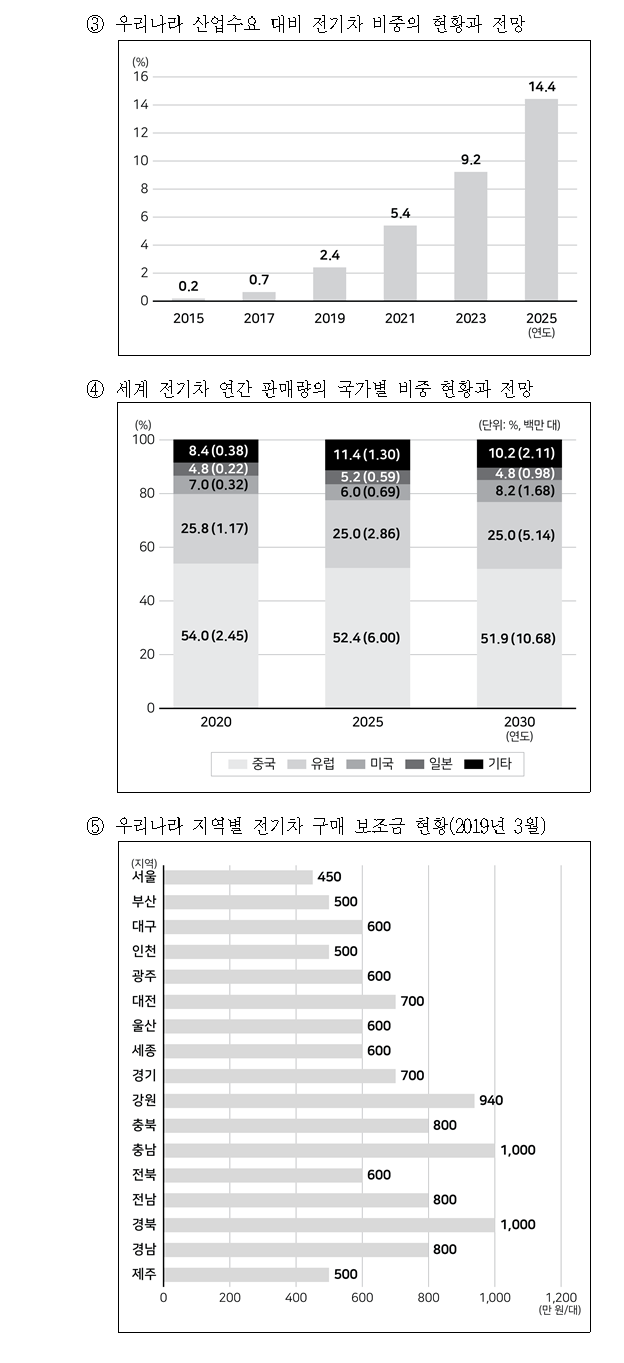 ③ 우리나라 산업수요 대비 전기차 비중의 현황과 전망
(%)
16
14
12
10
8
6
4
2
0
0.2
0.7
2.4
5.4
9.2
14.4
2015 2017 2019 2021 2023 2025
(연도)
④ 세계 전기차 연간 판매량의 국가별 비중 현황과 전망
(%) (단위: %, 백만 대)
100
80
60
40
20
0
8.4(0.38) 11.4(1.30) 10.2(2.11)
4.8(0.22) 5.2(0.59) 4.8(0.98)
7.0(0.32) 6.0(0.69) 8.2(1.68)
25.8(1.17) 25.0(2.86) 25.0(5.14)
54.0(2.45) 52.4(6.00) 51.9(10.68)
2020 2025 2030
(연도)
중국 유럽 미국 일본 기타
⑤ 우리나라 지역별 전기차 구매 보조금 현황(2019년 3월)
(지역)
서울 450
부산 500
대구 600
인천 500
광주 600
대전 700
울산 600
세종 600
경기 700
강원 940
충북 800
충남 1,000
전북 600
전남 800
경북 1,000
경남 800
제주 500
0 200 400 600 800 1,000 1,200
(만 원/대)